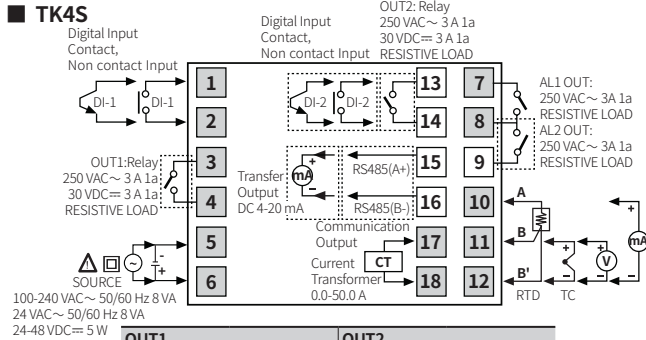 ■ TK4S
Digital Input
Contact,
Non contact Input
DI-1
DI-1
1
2
OUT1:Relay
250 VAC∼ 3 A 1a
30 VDC⎓ 3 A 1a
RESISTIVE LOAD
3
4
5
6
- 
+
SOURCE
100-240 VAC∼ 50/60 Hz 8 VA
24 VAC∼ 50/60 Hz 8 VA
24-48 VDC⎓ 5 W
Digital Input
Contact,
Non contact Input
DI-2
DI-2
OUT2: Relay
250 VAC∼ 3 A 1a
30 VDC⎓ 3 A 1a
RESISTIVE LOAD
13
14
Transfer
Output
DC 4-20 mA
+
mA
-
RS485(A+)
RS485(B-)
Communication
Output
15
16
Current
Transformer
0.0-50.0 A
CT
17
18
7
8
9
AL1 OUT:
250 VAC∼ 3A 1a
RESISTIVE LOAD
AL2 OUT:
250 VAC∼ 3A 1a
RESISTIVE LOAD
10
11
12
A
B
B'
RTD
+
-
TC
+
V
-
+
mA
-
OUT1
OUT2